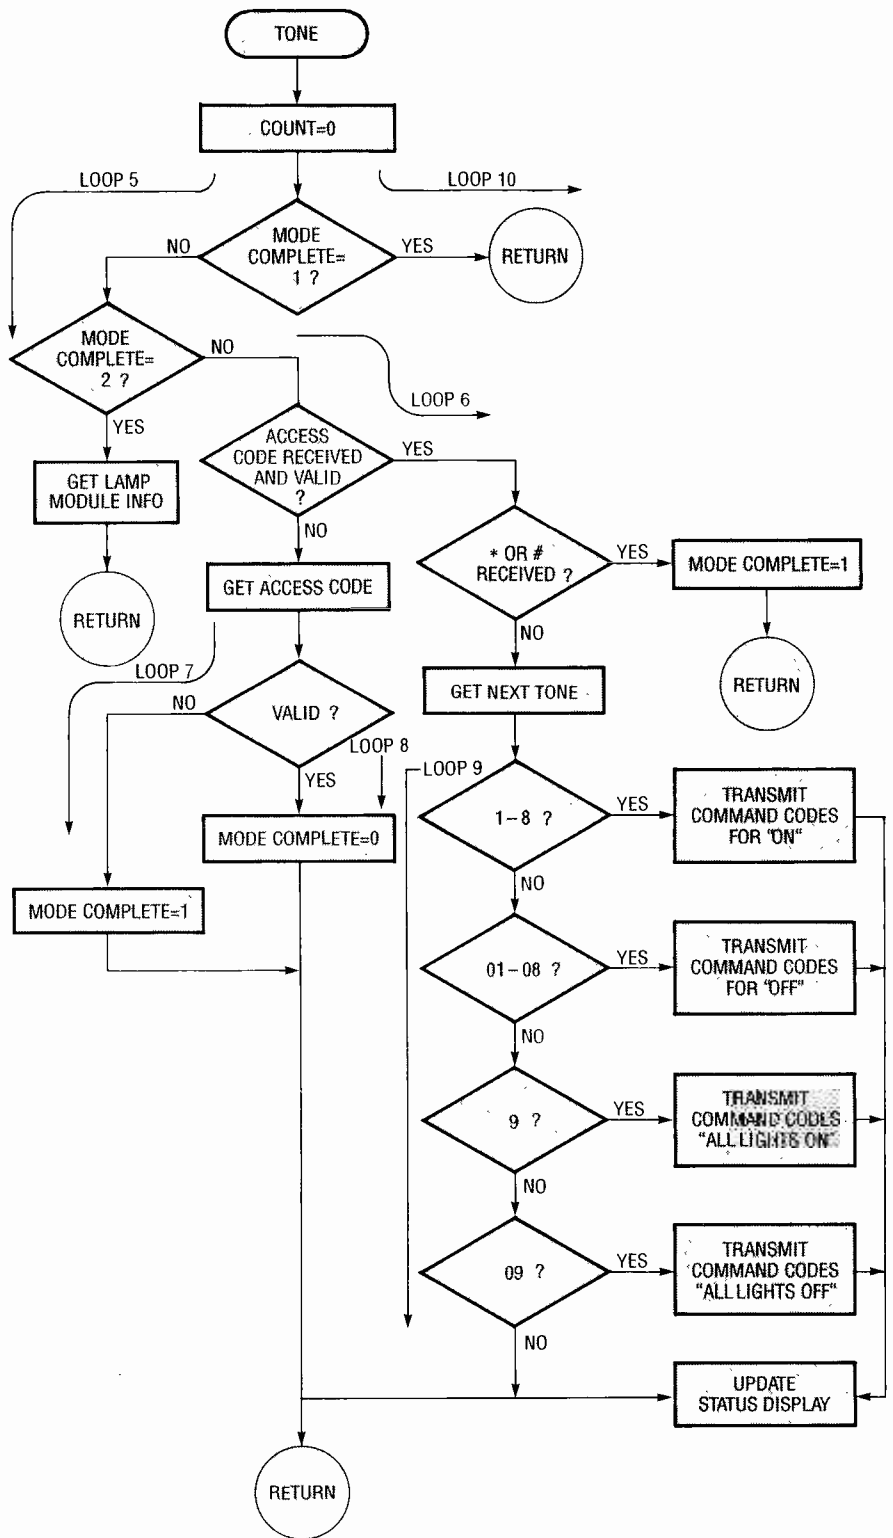 TONE
COUNT=0
LOOP 5
LOOP 10
MODE
COMPLETE=
1 ?
NO
YES
RETURN
MODE
COMPLETE=
2 ?
NO
YES
LOOP 6
GET LAMP
MODULE INFO
RETURN
ACCESS
CODE RECEIVED
AND VALID
?
YES
NO
GET ACCESS CODE
* OR #
RECEIVED ?
YES
MODE COMPLETE=1
RETURN
NO
GET NEXT TONE
LOOP 7
VALID ?
NO
YES
LOOP 8
MODE COMPLETE=0
MODE COMPLETE=1
LOOP 9
1-8 ?
YES
TRANSMIT
COMMAND CODES
FOR "ON"
NO
01-08 ?
YES
TRANSMIT
COMMAND CODES
FOR "OFF"
NO
9 ?
YES
TRANSMIT
COMMAND CODES
"ALL LIGHTS ON"
NO
09 ?
YES
TRANSMIT
COMMAND CODES
"ALL LIGHTS OFF"
NO
UPDATE
STATUS DISPLAY
RETURN